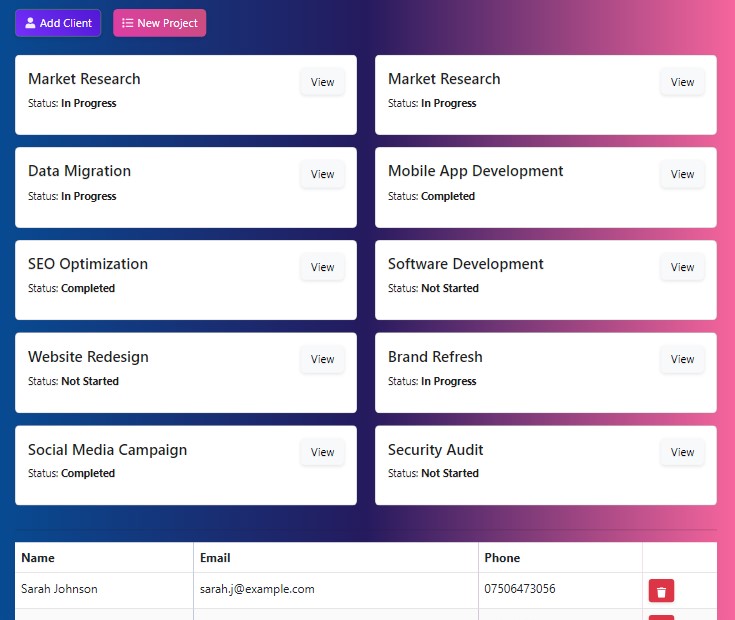 Add Client New Project
Market Research View
Status: In Progress
Market Research View
Status: In Progress
Data Migration View
Status: In Progress
Mobile App Development View
Status: Completed
SEO Optimization View
Status: Completed
Software Development View
Status: Not Started
Website Redesign View
Status: Not Started
Brand Refresh View
Status: In Progress
Social Media Campaign View
Status: Completed
Security Audit View
Status: Not Started
Name Email Phone
Sarah Johnson sarah.j@example.com 07506473056